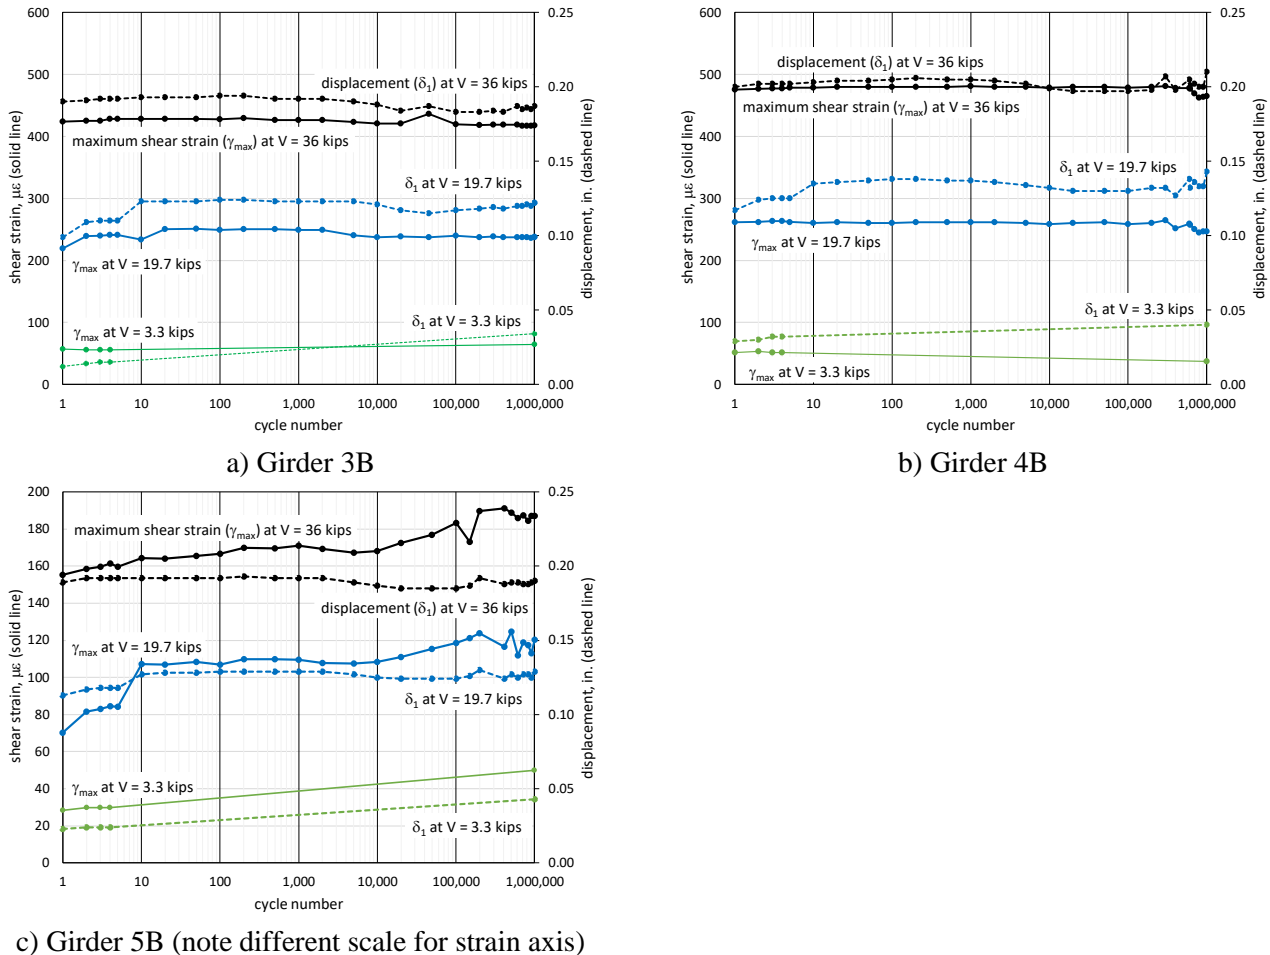 600
500
400
300
200
100
0
shear strain, με (solid line)
0.25
0.20
0.15
0.10
0.05
0.00
displacement, in. (dashed line)
displacement (δ1) at V = 36 kips
maximum shear strain (γmax) at V = 36 kips
δ1 at V = 19.7 kips
γmax at V = 19.7 kips
γmax at V = 3.3 kips
δ1 at V = 3.3 kips
1 10 100 1,000 10,000 100,000 1,000,000
cycle number
a) Girder 3B
600
500
400
300
200
100
0
shear strain, με (solid line)
0.25
0.20
0.15
0.10
0.05
0.00
displacement, in. (dashed line)
displacement (δ1) at V = 36 kips
maximum shear strain (γmax) at V = 36 kips
δ1 at V = 19.7 kips
γmax at V = 19.7 kips
δ1 at V = 3.3 kips
γmax at V = 3.3 kips
1 10 100 1,000 10,000 100,000 1,000,000
cycle number
b) Girder 4B
200
180
160
140
120
100
80
60
40
20
0
shear strain, με (solid line)
0.25
0.20
0.15
0.10
0.05
0.00
displacement, in. (dashed line)
maximum shear strain (γmax) at V = 36 kips
displacement (δ1) at V = 36 kips
γmax at V = 19.7 kips
δ1 at V = 19.7 kips
γmax at V = 3.3 kips
δ1 at V = 3.3 kips
1 10 100 1,000 10,000 100,000 1,000,000
cycle number
c) Girder 5B (note different scale for strain axis)